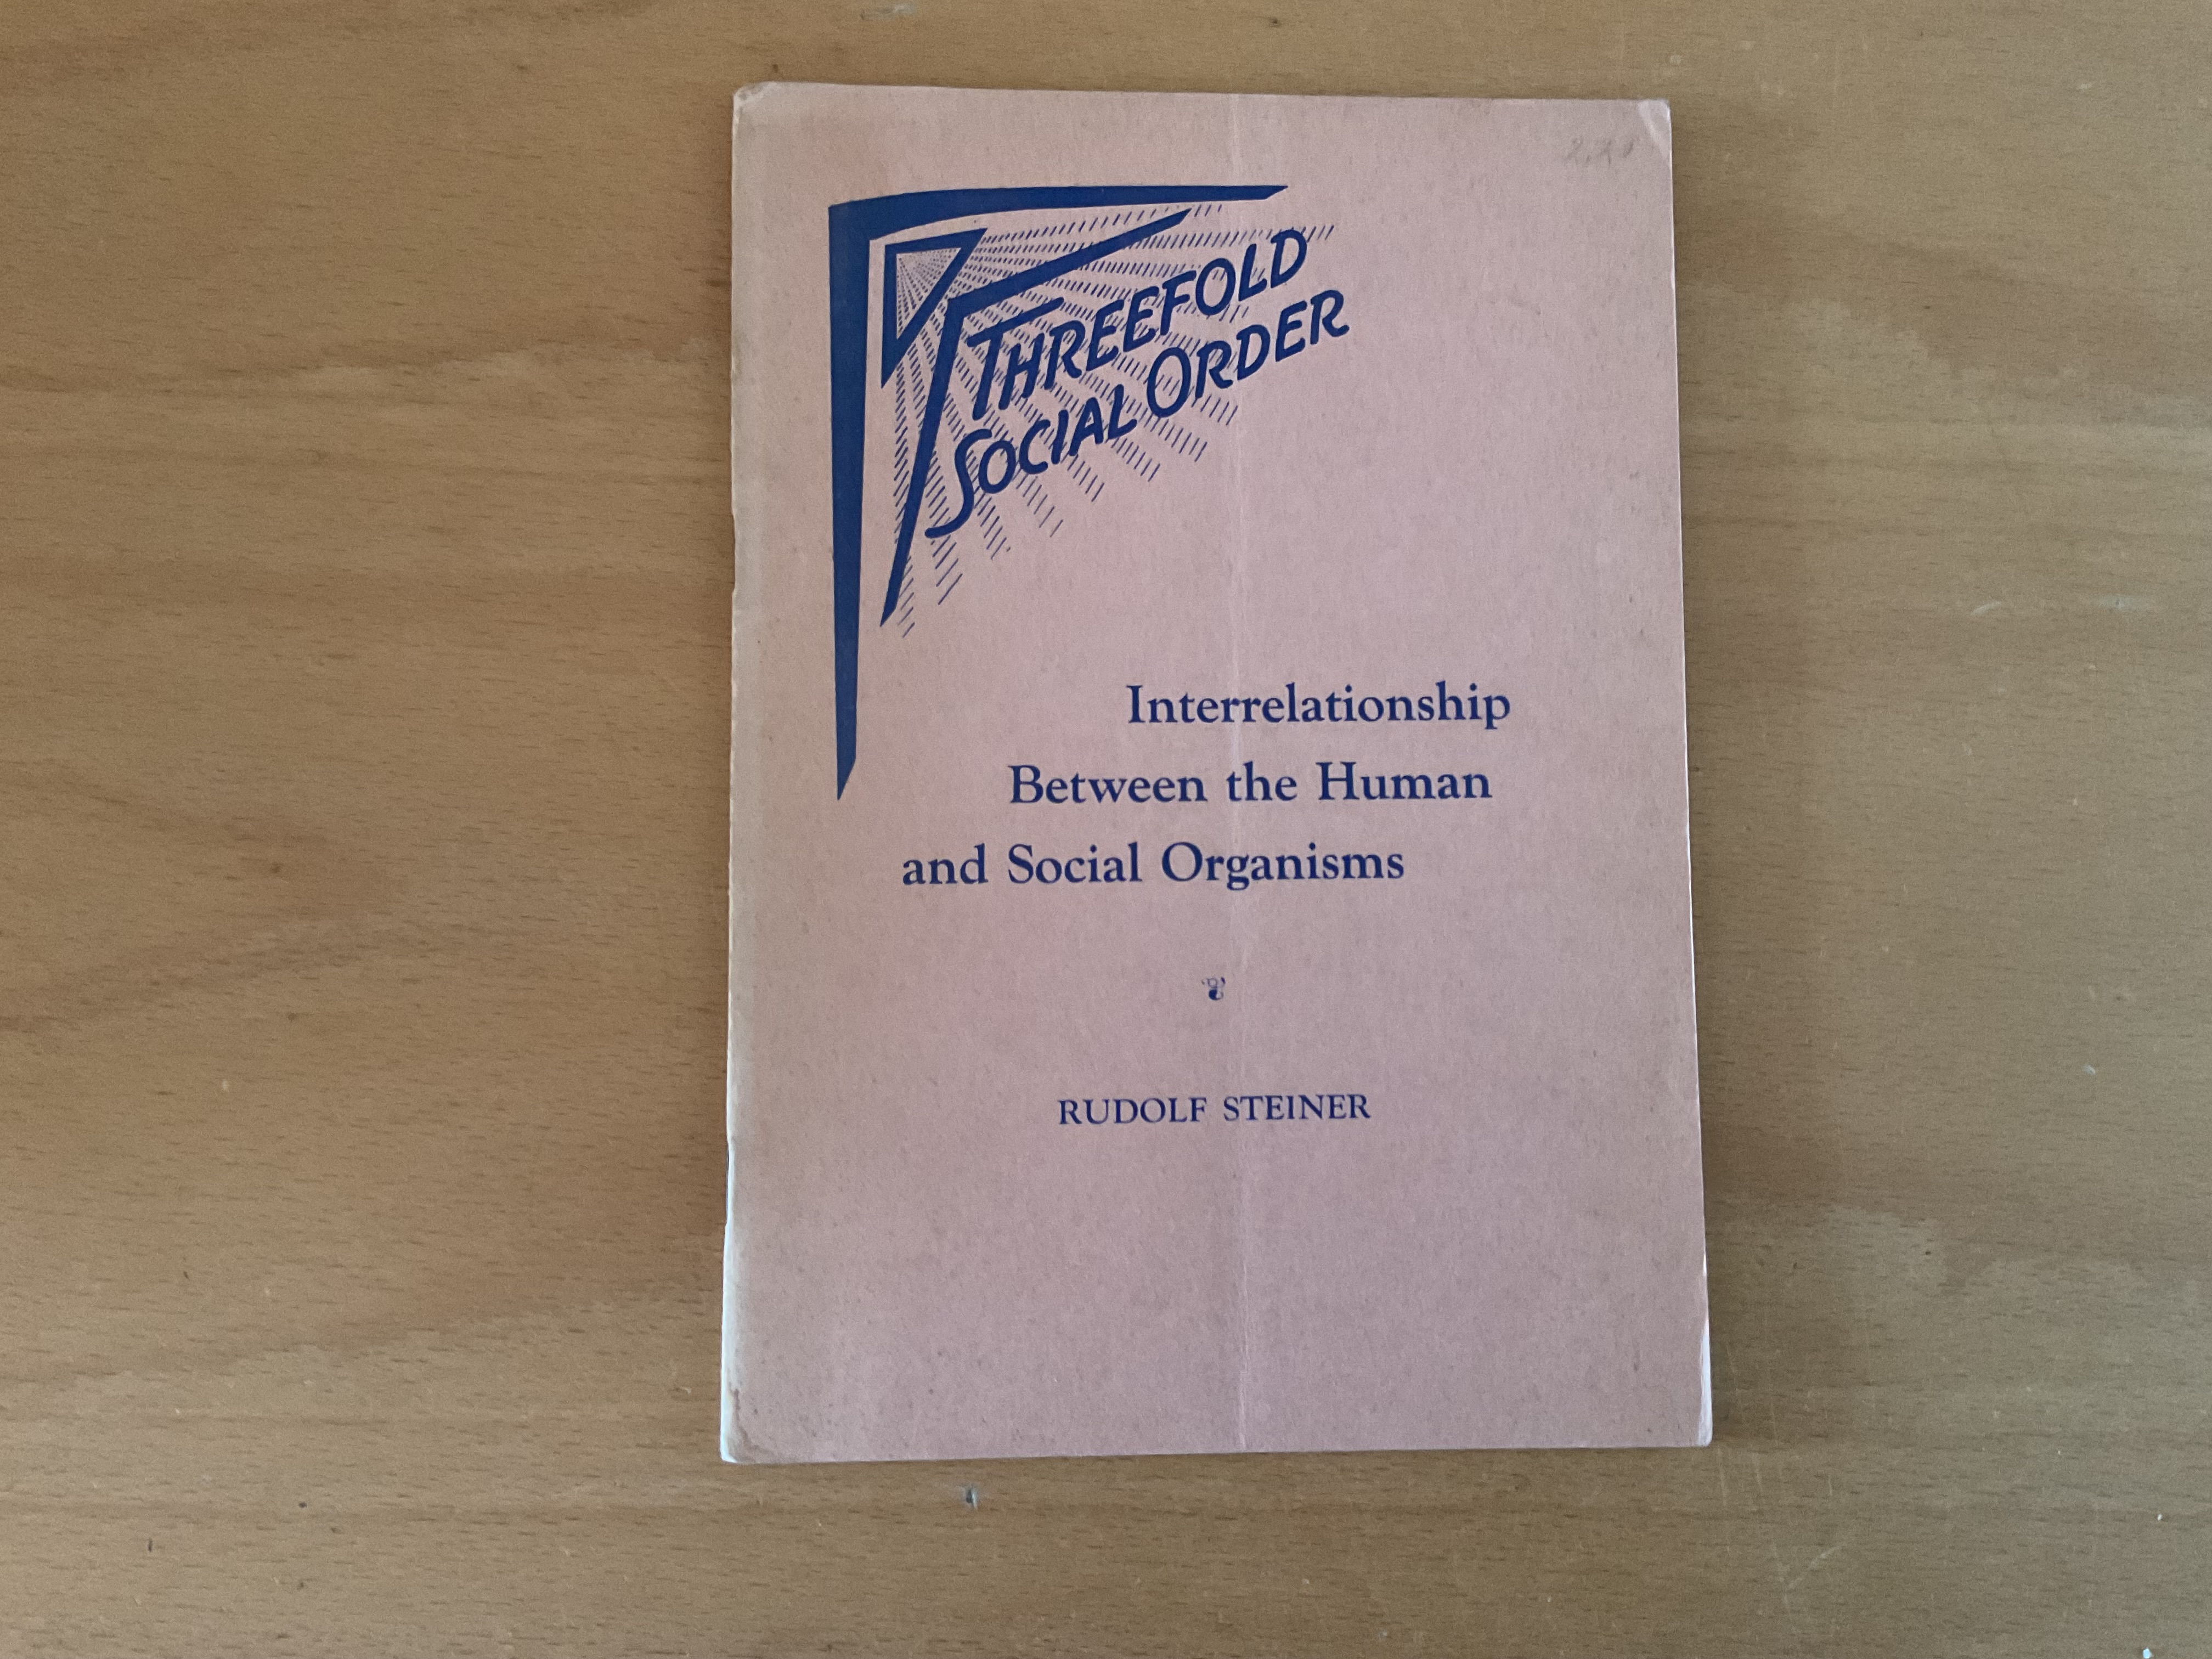 THREEFOLD
SOCIAL ORDER
Interrelationship
Between the Human
and Social Organisms
RUDOLF STEINER